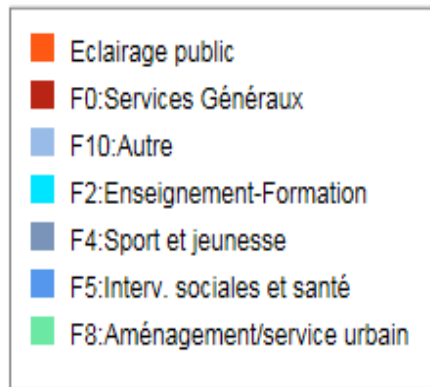 Eclairage public
F0:Services Généraux
F10:Autre
F2:Enseignement-Formation
F4:Sport et jeunesse
F5:Interv. sociales et santé
F8:Aménagement/service urbain